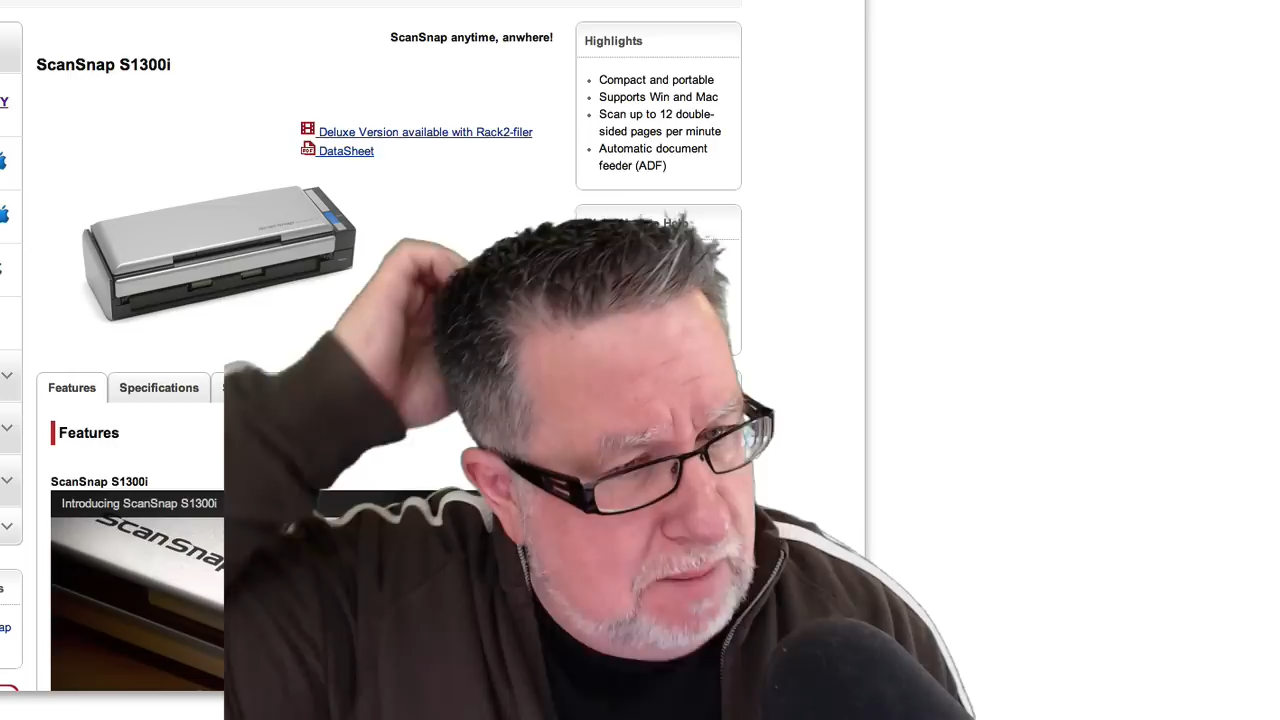 ScanSnap anytime, anwhere!
ScanSnap S1300i
Deluxe Version available with Rack2-filer
DataSheet
Highlights
Compact and portable
Supports Win and Mac
Scan up to 12 double-
sided pages per minute
Automatic document
feeder (ADF)
Help
Features
Specifications
Features
ScanSnap S1300i
Introducing ScanSnap S1300i
ScanSnap
Y
ap
s